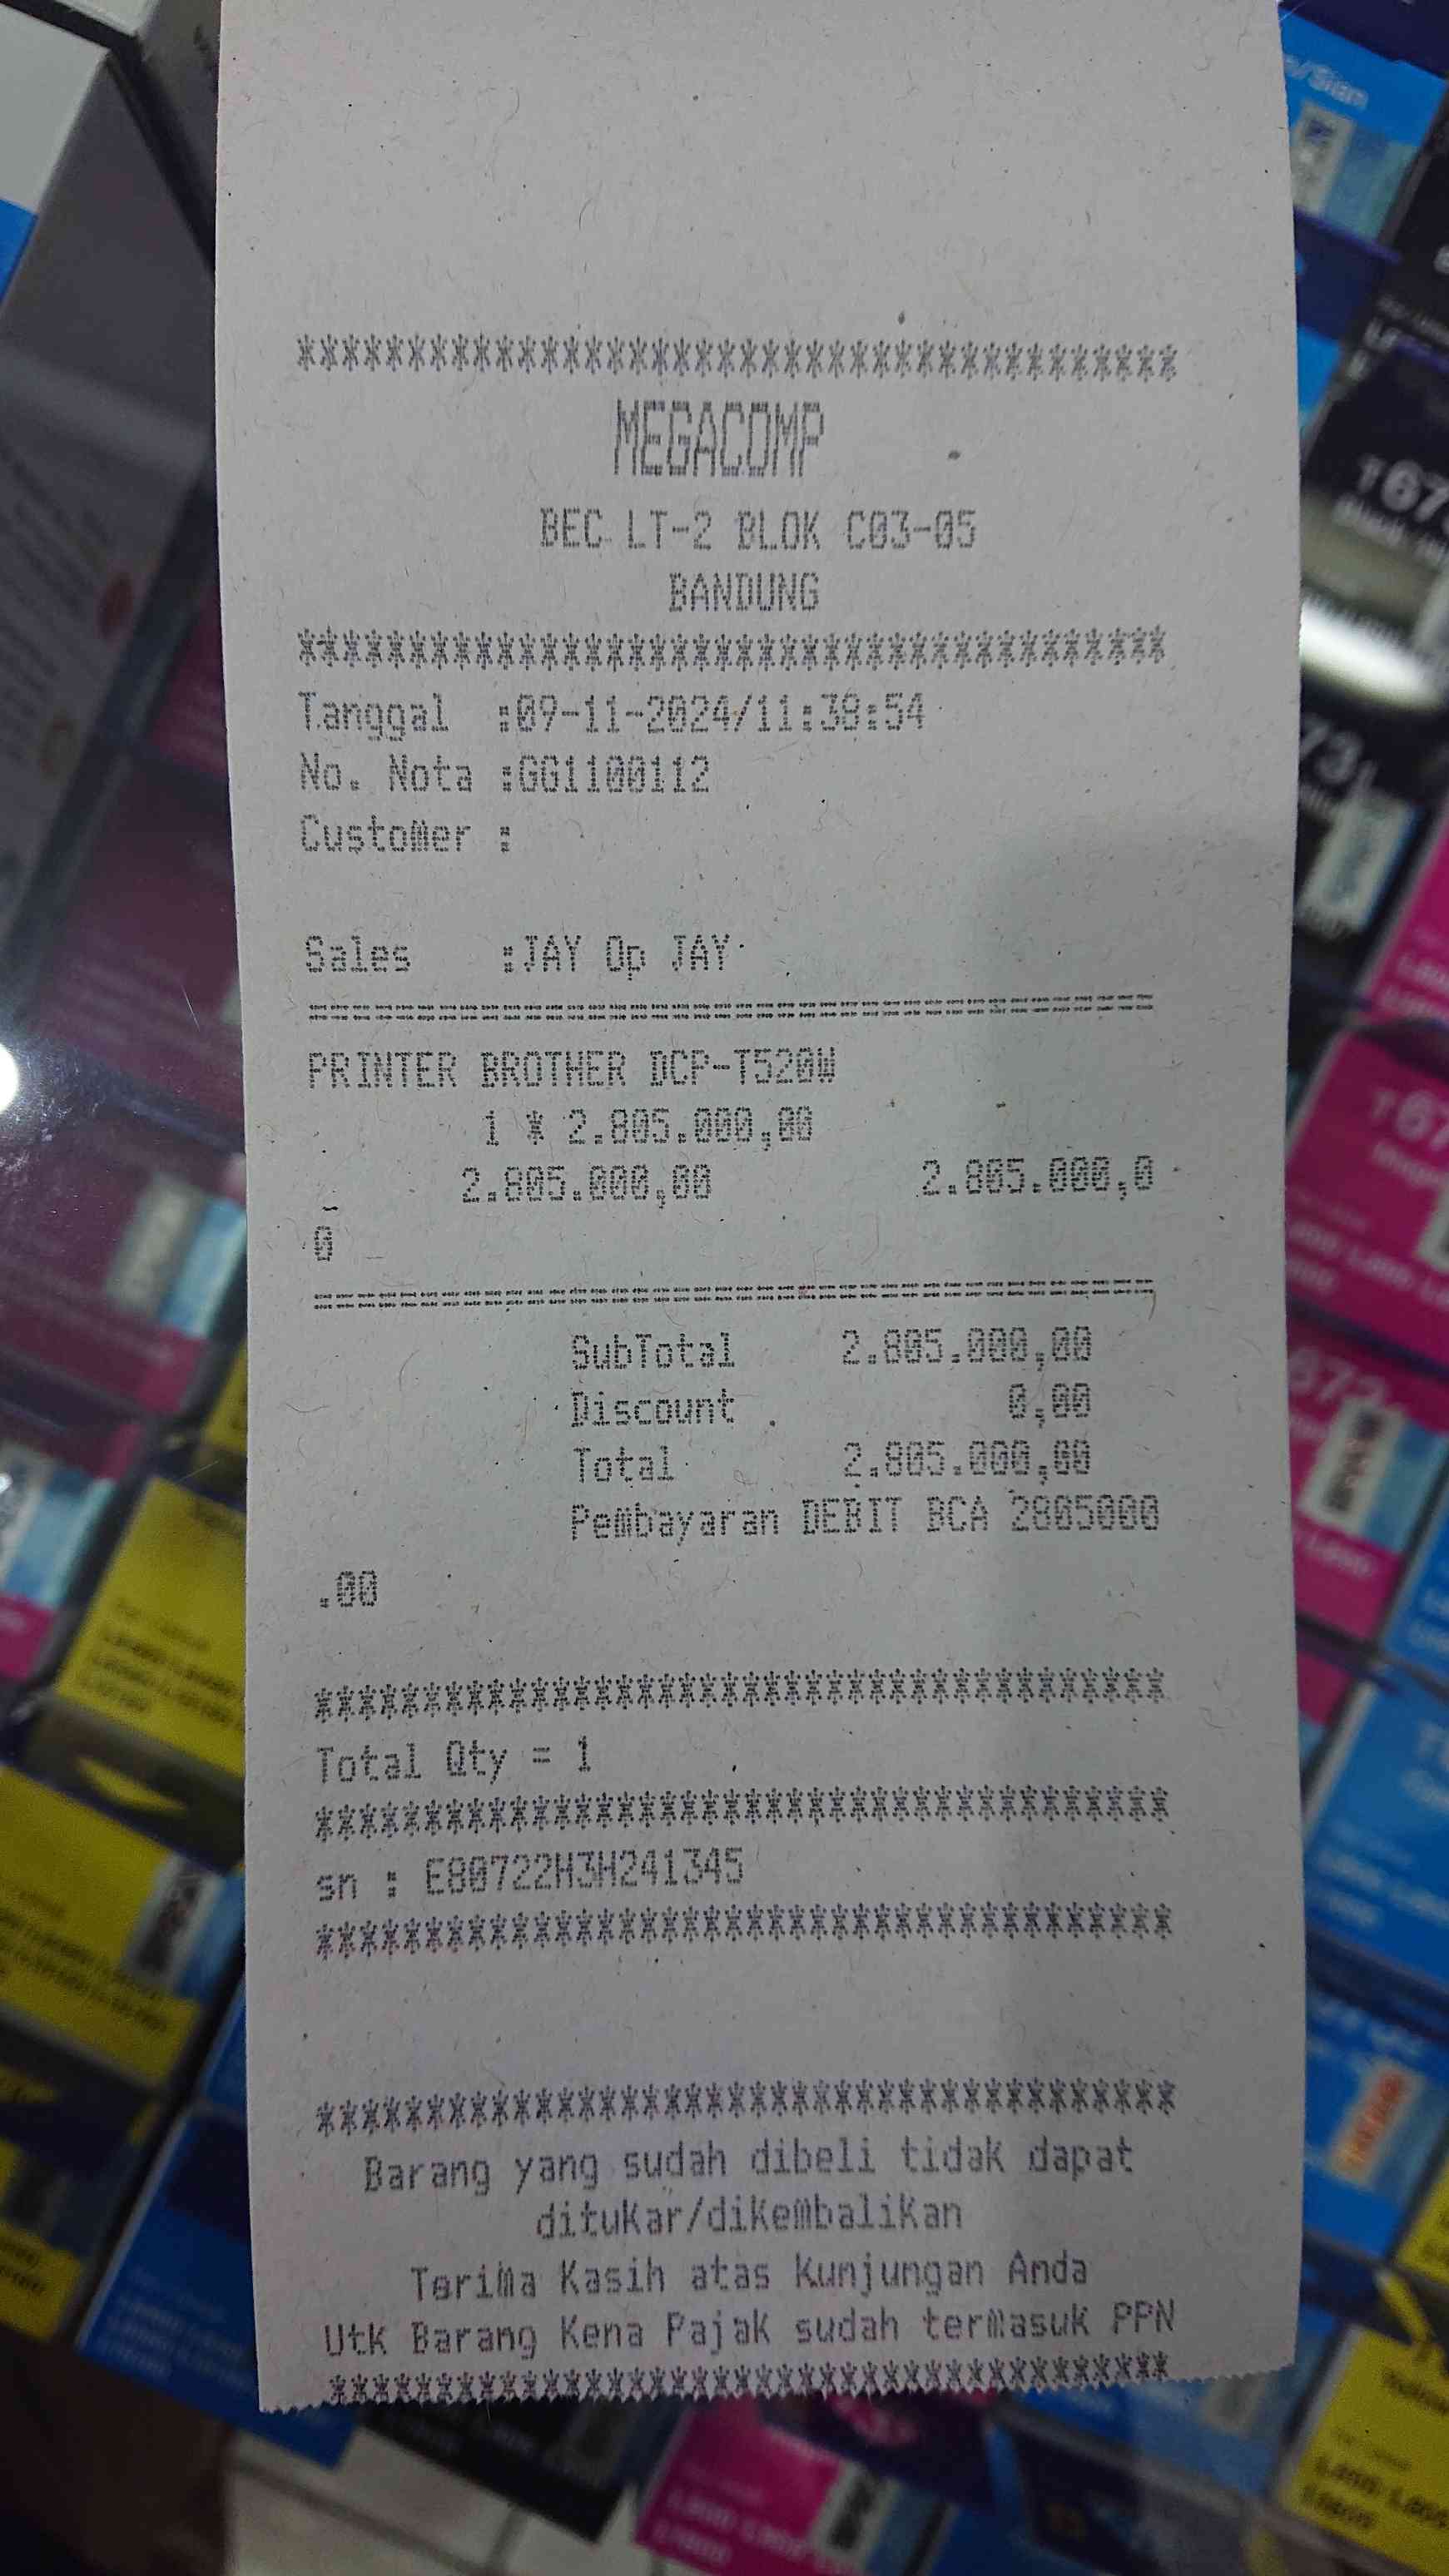 ****************************************
MEGACOMP
BEC LT-2 BLOK C03-05
BANDUNG
****************************************
Tanggal :09-11-2024/11:38:54
No. Nota :GG1100112
Customer :
Sales :JAY Op JAY
========================================
PRINTER BROTHER DCP-T520W
1 * 2.805.000,00
2.805.000,00 2.805.000,0
0
========================================
SubTotal 2.805.000,00
Discount 0,00
Total 2.805.000,00
Pembayaran DEBIT BCA 2805000
.00
****************************************
Total Qty = 1
****************************************
sn : E80722H3H241345
****************************************
****************************************
Barang yang sudah dibeli tidak dapat
ditukar/dikembalikan
Terima Kasih atas Kunjungan Anda
Utk Barang Kena Pajak sudah termasuk PPN
****************************************